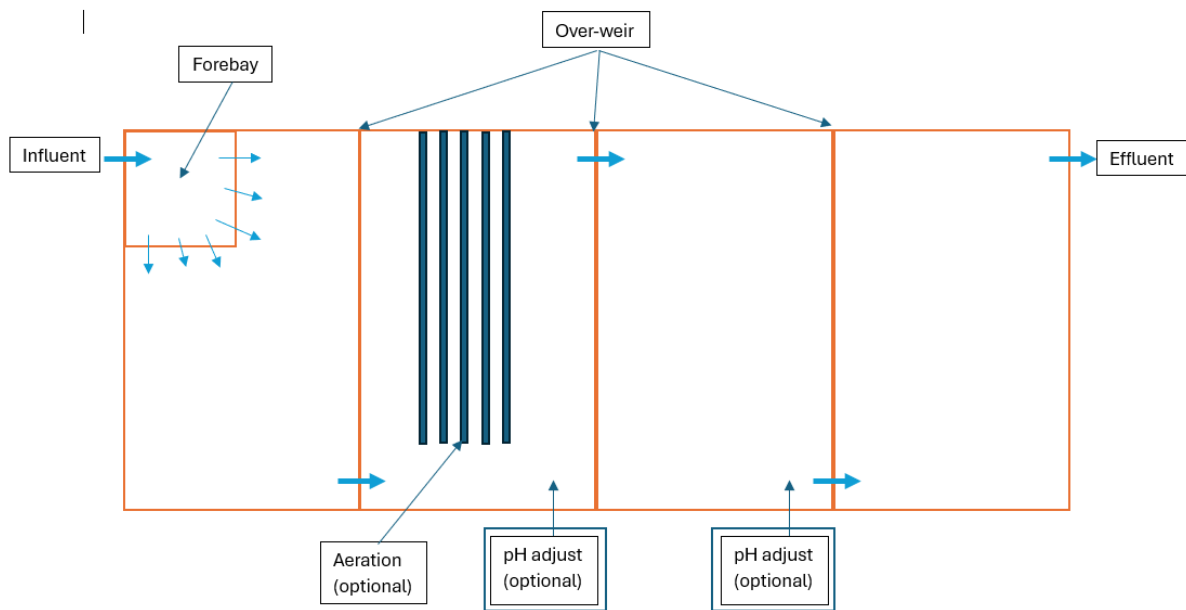 Over-weir
Forebay
Influent
Effluent
Aeration
(optional)
pH adjust
(optional)
pH adjust
(optional)